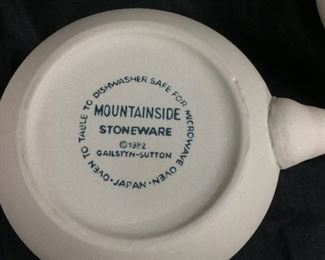 OVEN TO TABLE TO DISHWASHER SAFE FOR MICROWAVE OVEN · JAPAN ·
MOUNTAINSIDE
STONEWARE
©1982
GAILSTYN-SUTTON